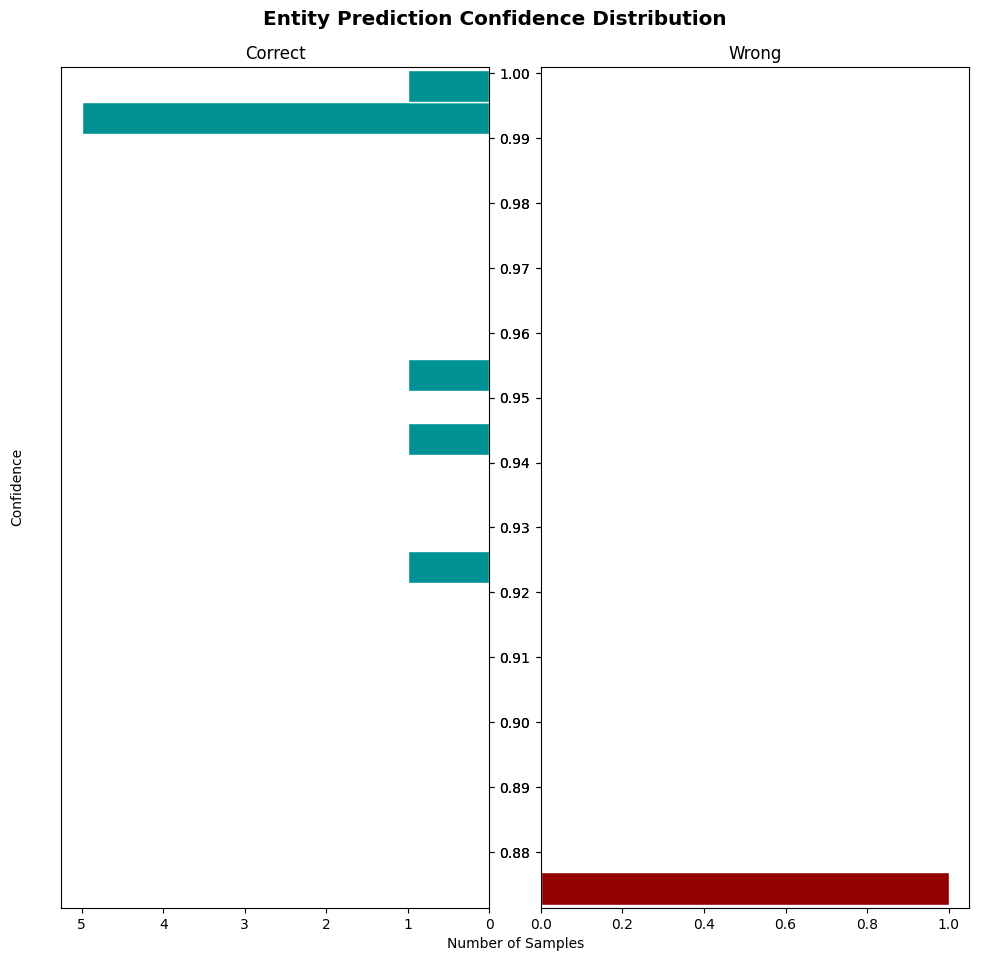 Entity Prediction Confidence Distribution
Correct
Wrong
1.00
0.99
0.98
0.97
0.96
0.95
0.94
0.93
0.92
0.91
0.90
0.89
0.88
Confidence
5 4 3 2 1 0
0.0 0.2 0.4 0.6 0.8 1.0
Number of Samples